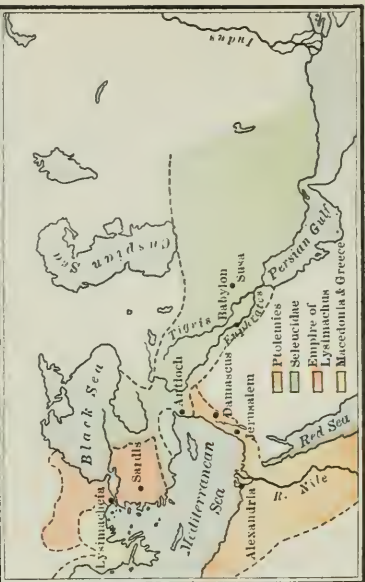 Indus
Caspian
Sea
Black Sea
Lysimacheia
Sardis
Tigris
Babylon
Susa
Euphrates
Persian Gulf
Antioch
Damascus
Jerusalem
Mediterranean
Sea
Alexandria
R. Nile
Red Sea
Ptolemies
Seleucidae
Empire of
Lysimachus
Macedonia & Greece